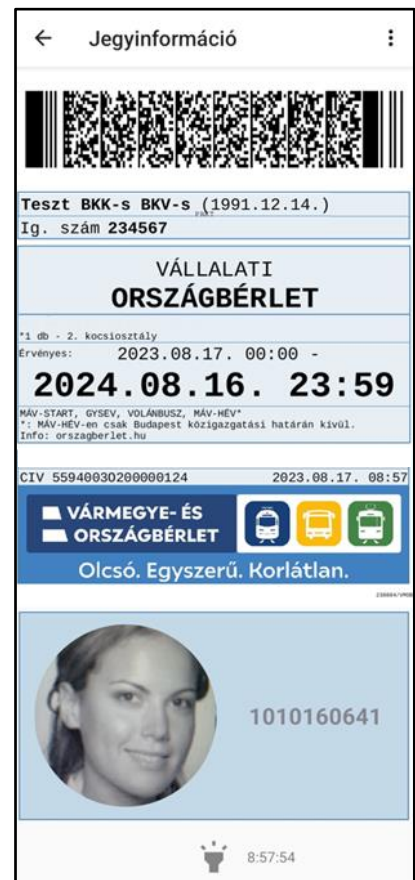 Jegyinformáció
Teszt BKK-s BKV-s (1991.12.14.)
Ig. szám 234567
VÁLLALATI
ORSZÁGBÉRLET
*1 db - 2. kocsiosztály
Érvényes: 2023.08.17. 00:00 -
2024.08.16. 23:59
MÁV-START, GYSEV, VOLÁNBUSZ, MÁV-HÉV*
*: MÁV-HÉV-en csak Budapest közigazgatási határán kívül.
Info: orszagberlet.hu
CIV 55940030200000124 2023.08.17. 08:57
VÁRMEGYE- ÉS
ORSZÁGBÉRLET
Olcsó. Egyszerű. Korlátlan.
1010160641
8:57:54